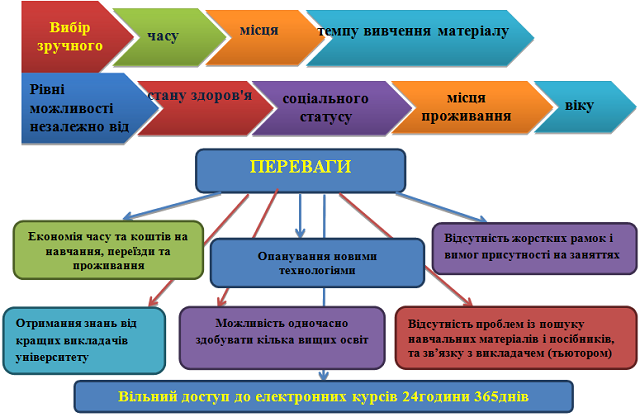 Вибір
зручного
часу
місця
темпу вивчення матеріалу
Рівні
можливості
незалежно від
стану здоров'я
соціального
статусу
місця
проживання
віку
ПЕРЕВАГИ
Економія часу та коштів на
навчання, переїзди та
проживання
Опанування новими
технологіями
Відсутність жорстких рамок і
вимог присутності на заняттях
Отримання знань від
кращих викладачів
університету
Можливість одночасно
здобувати кілька вищих освіт
Відсутність проблем із пошуку
навчальних матеріалів і посібників,
та зв'язку з викладачем (тьютором)
Вільний доступ до електронних курсів 24години 365днів